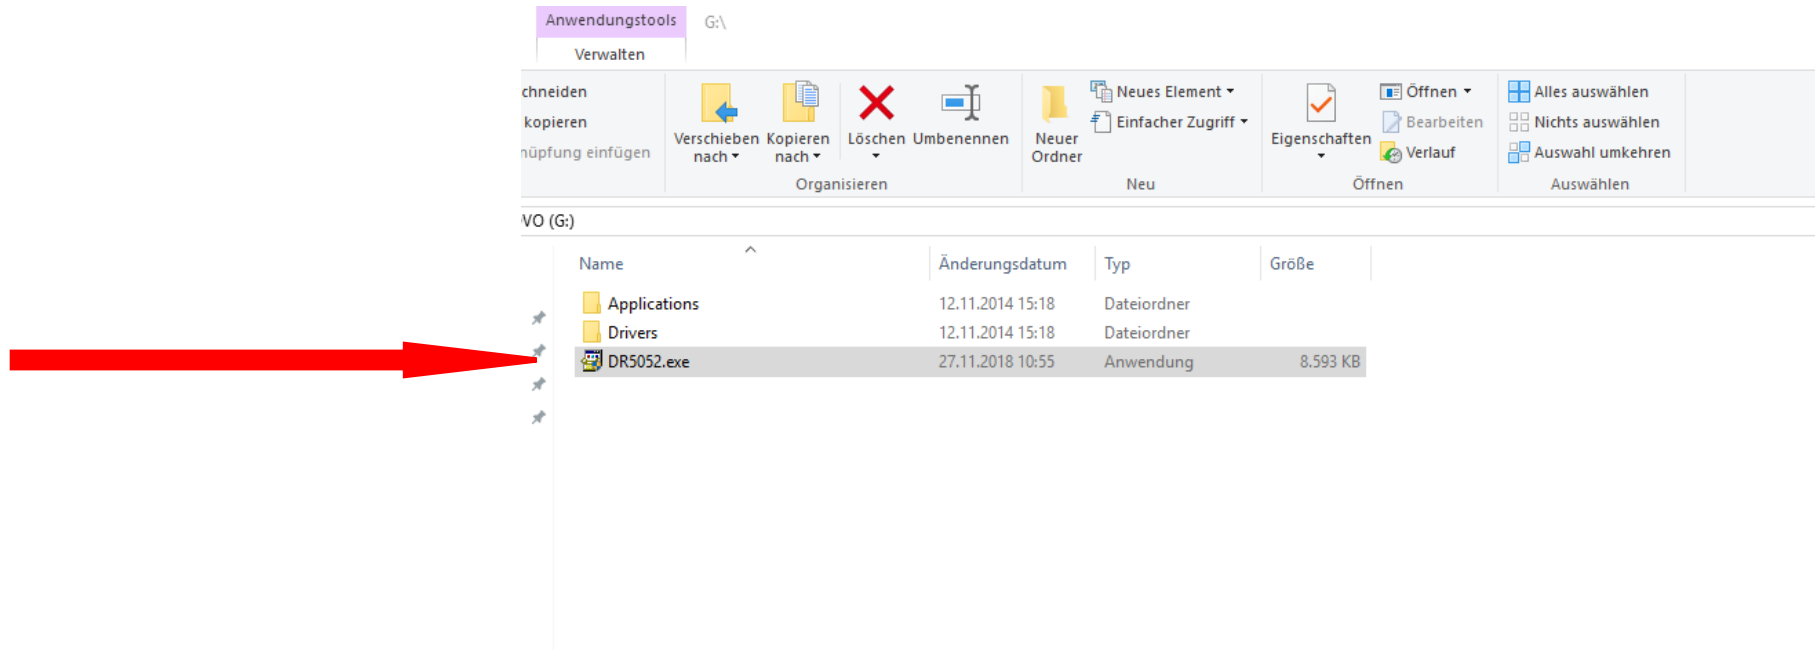 Anwendungstools G:\
Verwalten
chneiden
kopieren
nüpfung einfügen
Verschieben nach
Kopieren nach
Löschen
Umbenennen
Organisieren
Neuer Ordner
Neues Element
Einfacher Zugriff
Neu
Eigenschaften
Öffnen
Bearbeiten
Verlauf
Öffnen
Alles auswählen
Nichts auswählen
Auswahl umkehren
Auswählen
VO (G:)
Name Änderungsdatum Typ Größe
Applications 12.11.2014 15:18 Dateiordner
Drivers 12.11.2014 15:18 Dateiordner
DR5052.exe 27.11.2018 10:55 Anwendung 8.593 KB